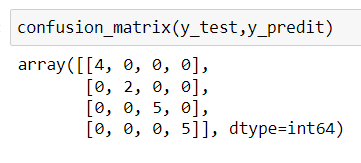 confusion_matrix(y_test,y_predit)
array([[4, 0, 0, 0],
       [0, 2, 0, 0],
       [0, 0, 5, 0],
       [0, 0, 0, 5]], dtype=int64)